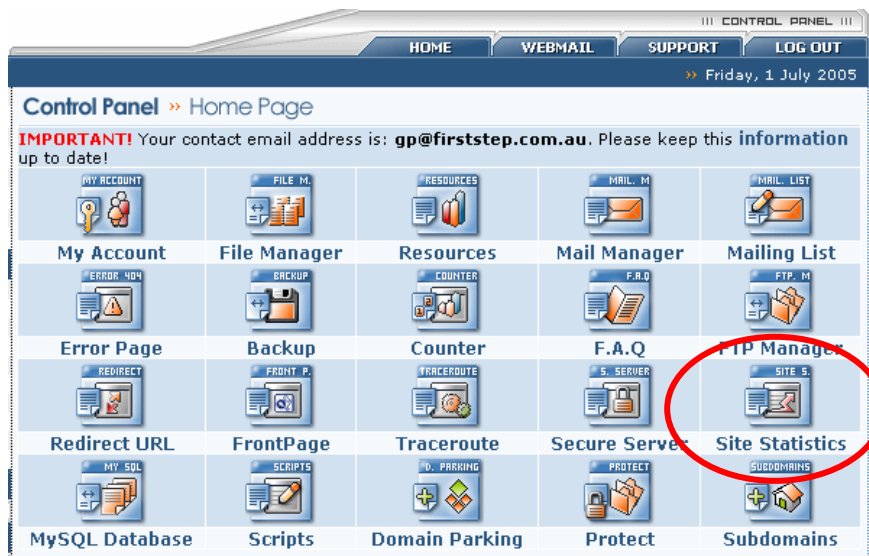 CONTROL PANEL
HOME WEBMAIL SUPPORT LOG OUT
» Friday, 1 July 2005
Control Panel » Home Page
IMPORTANT! Your contact email address is: gp@firststep.com.au. Please keep this information
up to date!
MY ACCOUNT FILE M. RESOURCES MAIL. M MAIL. LIST
My Account File Manager Resources Mail Manager Mailing List
ERROR 404 BACKUP COUNTER F.A.Q FTP. M
Error Page Backup Counter F.A.Q FTP Manager
REDIRECT FRONT P. TRACEROUTE S. SERVER SITE S.
Redirect URL FrontPage Traceroute Secure Server Site Statistics
MY SQL SCRIPTS D. PARKING PROTECT SUBDOMAINS
MySQL Database Scripts Domain Parking Protect Subdomains